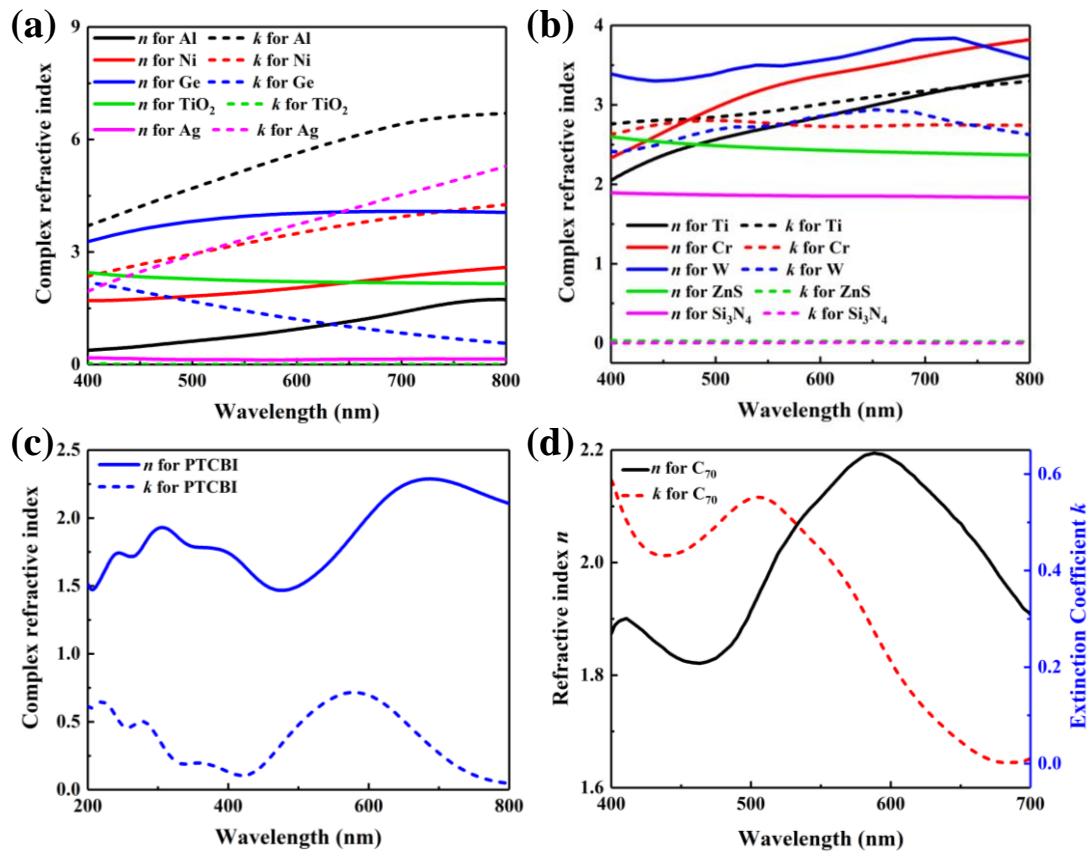 (a)
9
6
3
0
Complex refractive index
n for Al k for Al
n for Ni k for Ni
n for Ge k for Ge
n for TiO₂ k for TiO₂
n for Ag k for Ag
400 500 600 700 800
Wavelength (nm)
(b)
4
3
2
1
0
Complex refractive index
n for Ti k for Ti
n for Cr k for Cr
n for W k for W
n for ZnS k for ZnS
n for Si₃N₄ k for Si₃N₄
400 500 600 700 800
Wavelength (nm)
(c)
2.5
2.0
1.5
1.0
0.5
0.0
Complex refractive index
n for PTCBI
k for PTCBI
200 400 600 800
Wavelength (nm)
(d)
2.2
2.0
1.8
1.6
Refractive index n
n for C₇₀
k for C₇₀
0.6
0.4
0.2
0.0
Extinction Coefficient k
400 500 600 700
Wavelength (nm)